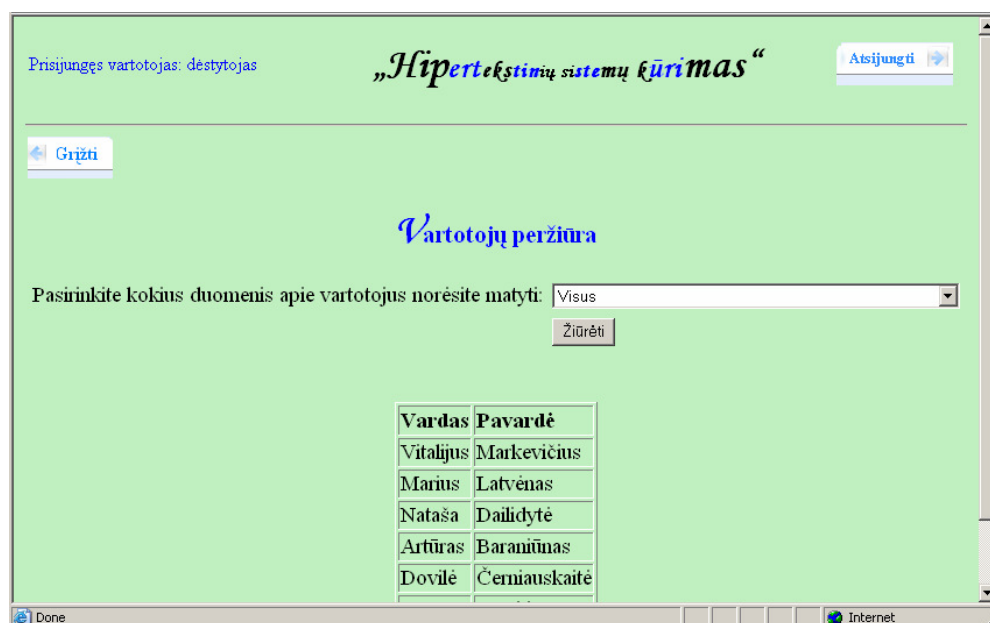 Prisijungęs vartotojas: dėstytojas
„Hipertekstinių sistemų kūrimas“
Atsijungti
Grįžti
Vartotojų peržiūra
Pasirinkite kokius duomenis apie vartotojus norėsite matyti: Visus
Žiūrėti
Vardas Pavardė
Vitalijus Markevičius
Marius Latvėnas
Nataša Dailidytė
Artūras Baraniūnas
Dovilė Černiauskaitė
Done Internet